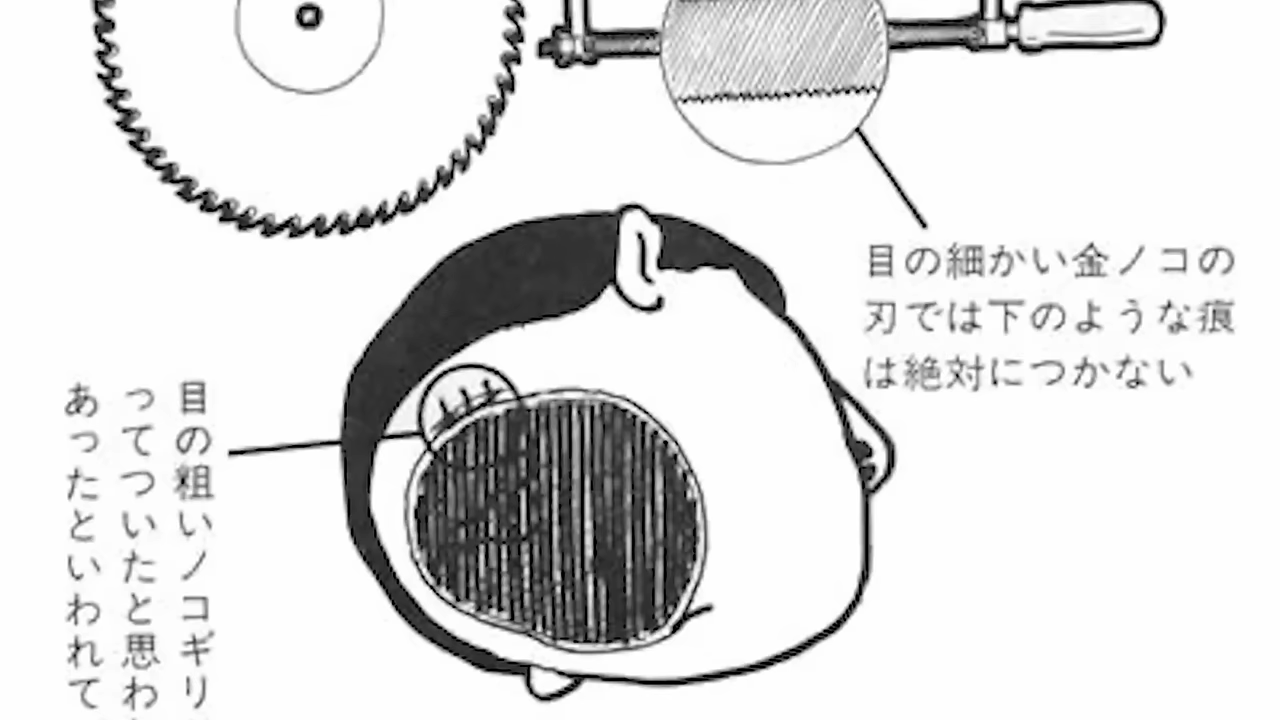 目の細かい金ノコの
刃では下のような痕
は絶対につかない
目の粗いノコギリ
ってついたと思わ
あったといわれて